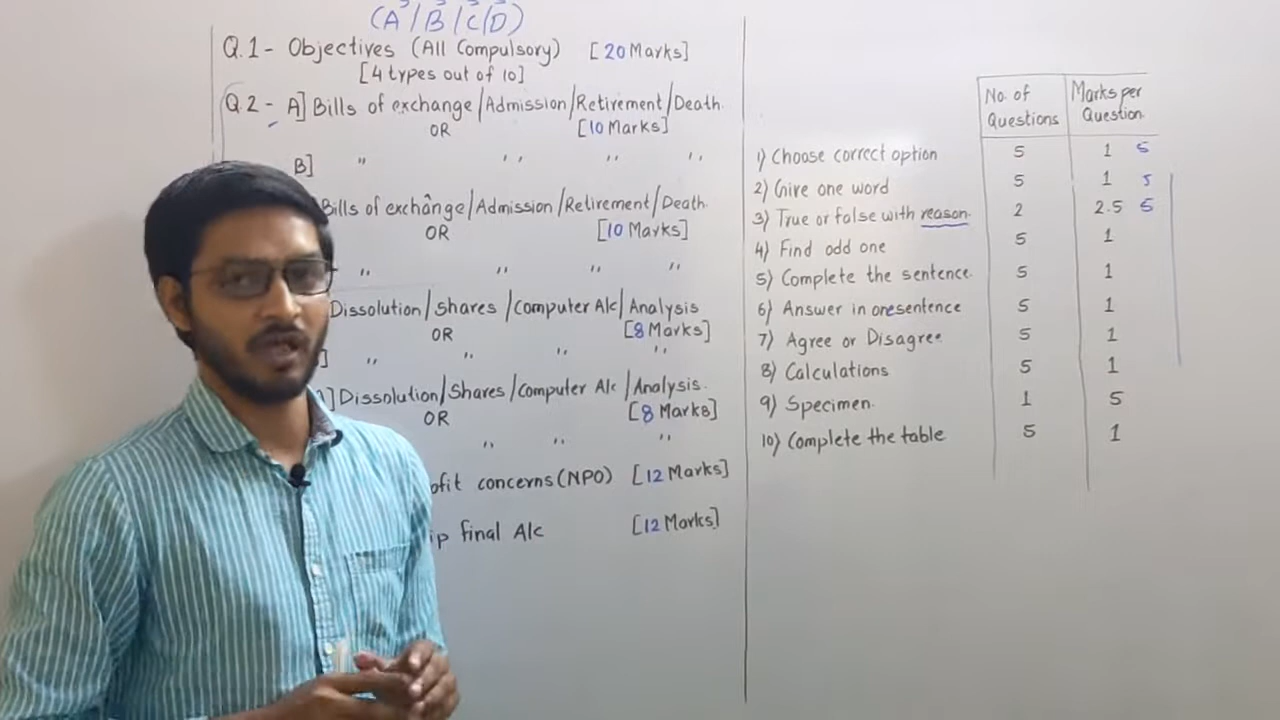 (A/B/C/D)
Q.1- Objectives (All Compulsory) [20 Marks]
[4 types out of 10]
Q.2- A] Bills of exchange/Admission/Retirement/Death.
OR [10 Marks]
B] " " " "
Bills of exchange/Admission/Retirement/Death.
OR [10 Marks]
" " " "
Dissolution/Shares/Computer A/c/Analysis
OR [8 Marks]
] " " " "
] Dissolution/Shares/Computer A/c/Analysis.
OR [8 Marks]
" " "
ofit concerns (NPO) [12 Marks]
ip final A/c [12 Marks]
No. of Questions Marks per Question
1) Choose correct option 5 1 5
2) Give one word 5 1 5
3) True or false with reason. 2 2.5 5
4) Find odd one 5 1
5) Complete the sentence. 5 1
6) Answer in one sentence 5 1
7) Agree or Disagree 5 1
8) Calculations 5 1
9) Specimen. 1 5
10) Complete the table 5 1